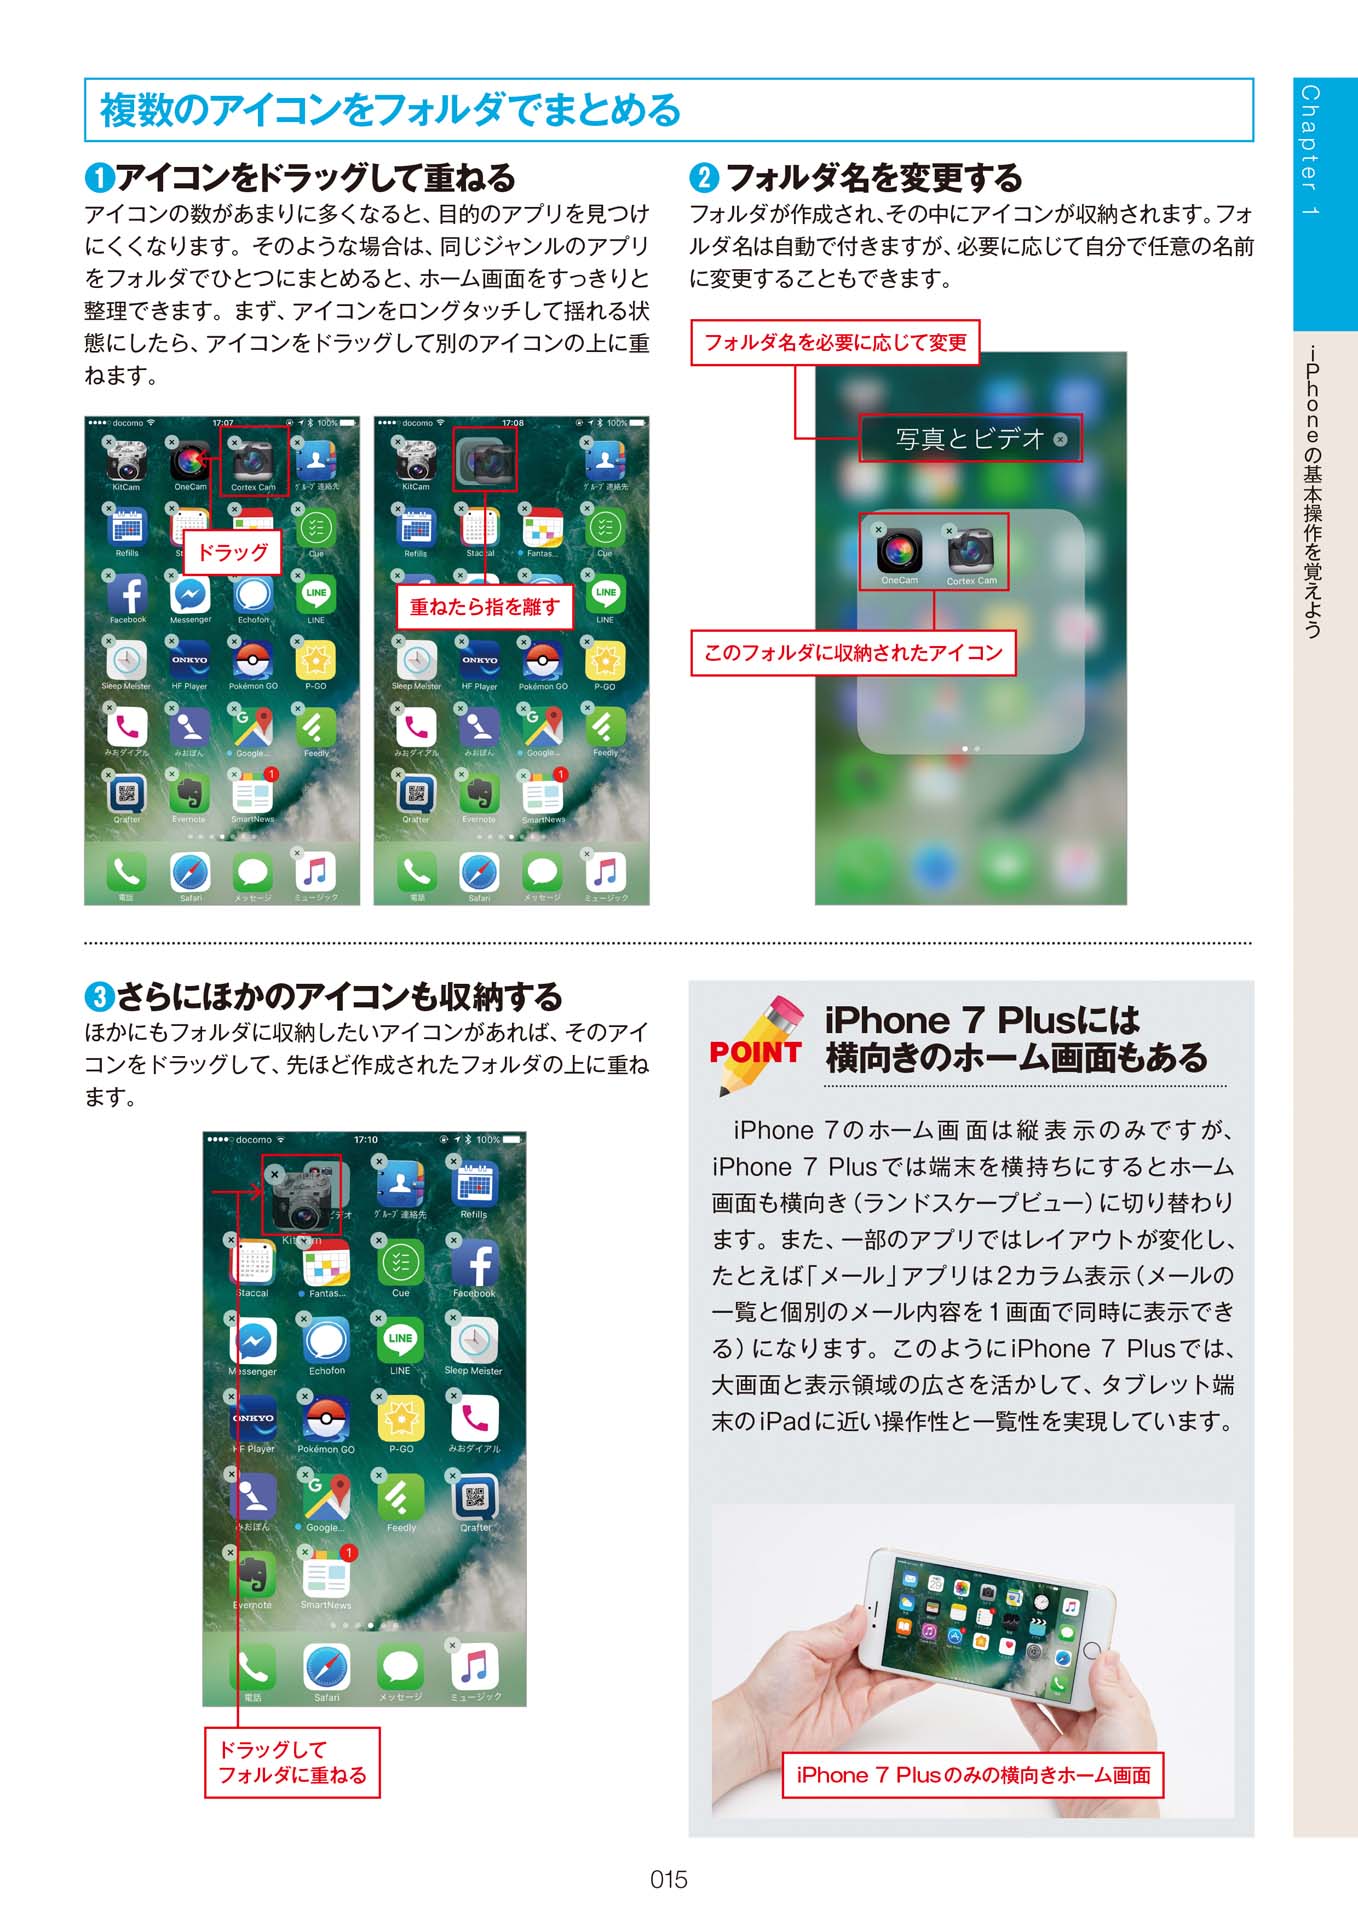 複数のアイコンをフォルダでまとめる
❶アイコンをドラッグして重ねる
アイコンの数があまりに多くなると、目的のアプリを見つけ
にくくなります。そのような場合は、同じジャンルのアプリ
をフォルダでひとつにまとめると、ホーム画面をすっきりと
整理できます。まず、アイコンをロングタッチして揺れる状
態にしたら、アイコンをドラッグして別のアイコンの上に重
ねます。
docomo 17:07 100%
KitCam OneCam Cortex Cam グループ連絡先
Refills Cue
ドラッグ
Facebook Messenger Echofon LINE
Sleep Meister HF Player Pokémon GO P-GO
みおダイアル みおぽん Google... Feedly
Qrafter Evernote SmartNews
電話 Safari メッセージ ミュージック
docomo 17:08 100%
KitCam グループ連絡先
Refills Staccal Fantas... Cue
重ねたら指を離す
LINE
Sleep Meister HF Player Pokémon GO P-GO
みおダイアル みおぽん Google... Feedly
Qrafter Evernote SmartNews
電話 Safari メッセージ ミュージック
❷フォルダ名を変更する
フォルダが作成され、その中にアイコンが収納されます。フォ
ルダ名は自動で付きますが、必要に応じて自分で任意の名前
に変更することもできます。
フォルダ名を必要に応じて変更
写真とビデオ
OneCam Cortex Cam
このフォルダに収納されたアイコン
❸さらにほかのアイコンも収納する
ほかにもフォルダに収納したいアイコンがあれば、そのアイ
コンをドラッグして、先ほど作成されたフォルダの上に重ね
ます。
docomo 17:10 100%
グループ連絡先 Refills
Staccal Fantas... Cue Facebook
Messenger Echofon LINE Sleep Meister
HF Player Pokémon GO P-GO みおダイアル
みおぽん Google... Feedly Qrafter
Evernote SmartNews
電話 Safari メッセージ ミュージック
ドラッグして
フォルダに重ねる
POINT
iPhone 7 Plusには
横向きのホーム画面もある
iPhone 7のホーム画面は縦表示のみですが、
iPhone 7 Plusでは端末を横持ちにするとホーム
画面も横向き（ランドスケープビュー）に切り替わり
ます。また、一部のアプリではレイアウトが変化し、
たとえば「メール」アプリは2カラム表示（メールの
一覧と個別のメール内容を1画面で同時に表示でき
る）になります。このようにiPhone 7 Plusでは、
大画面と表示領域の広さを活かして、タブレット端
末のiPadに近い操作性と一覧性を実現しています。
iPhone 7 Plusのみの横向きホーム画面
Chapter 1
iPhoneの基本操作を覚えよう
015